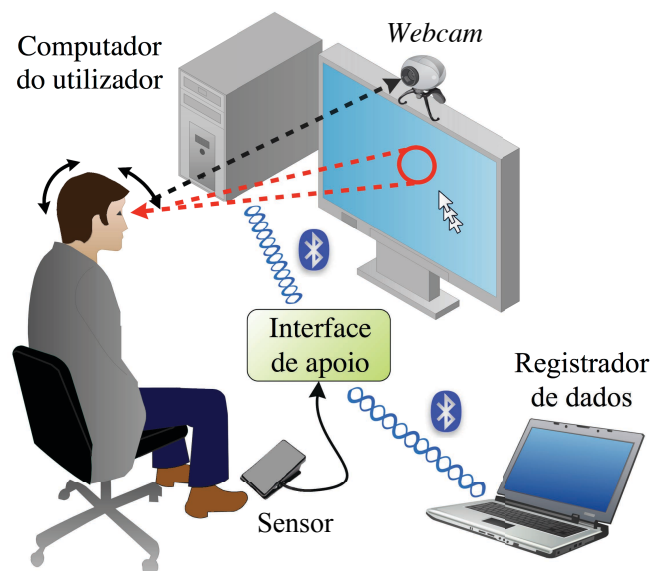 Computador
do utilizador
Webcam
Interface
de apoio
Registrador
de dados
Sensor